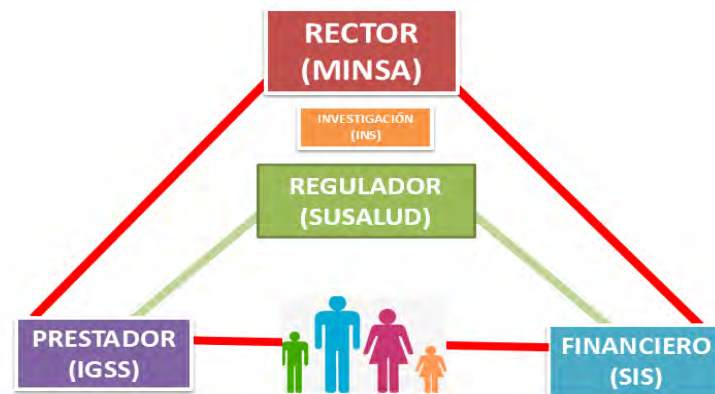 RECTOR
(MINSA)
INVESTIGACIÓN
(INS)
REGULADOR
(SUSALUD)
PRESTADOR
(IGSS)
FINANCIERO
(SIS)